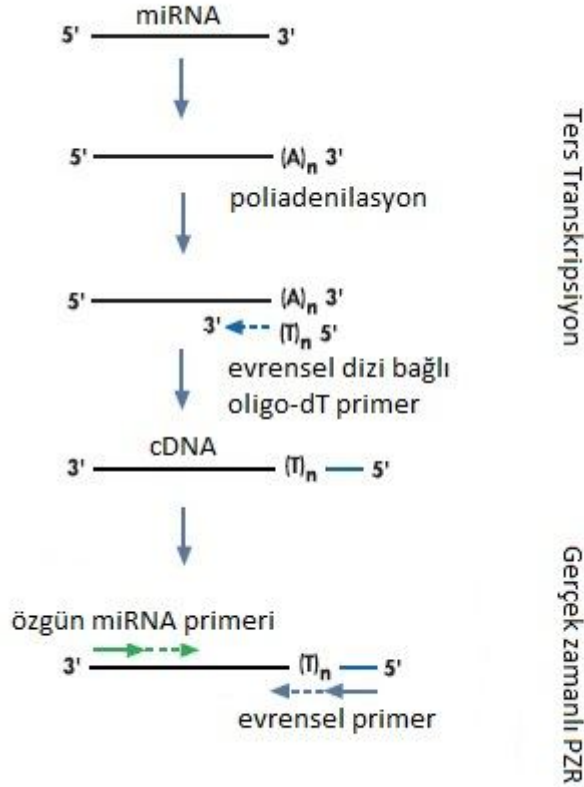 miRNA
5' 3'
5' (A)n 3'
poliadenilasyon
5' (A)n 3'
3' (T)n 5'
evrensel dizi bağlı
oligo-dT primer
cDNA
3' (T)n 5'
özgün miRNA primeri
3' (T)n 5'
evrensel primer
Ters Transkripsiyon
Gerçek zamanlı PZR